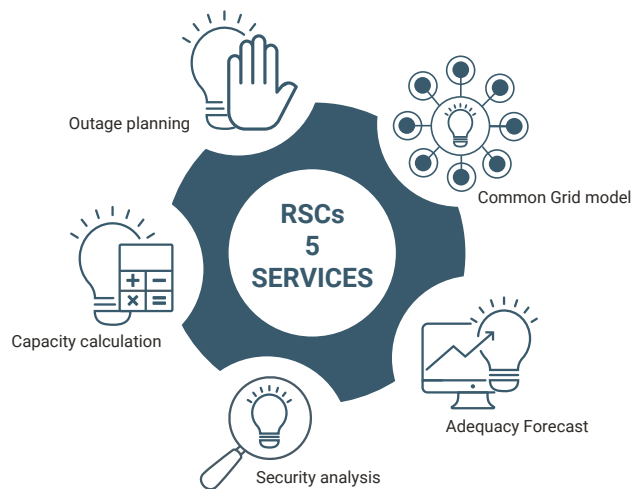 Outage planning
Common Grid model
RSCs
5
SERVICES
Capacity calculation
Adequacy Forecast
Security analysis